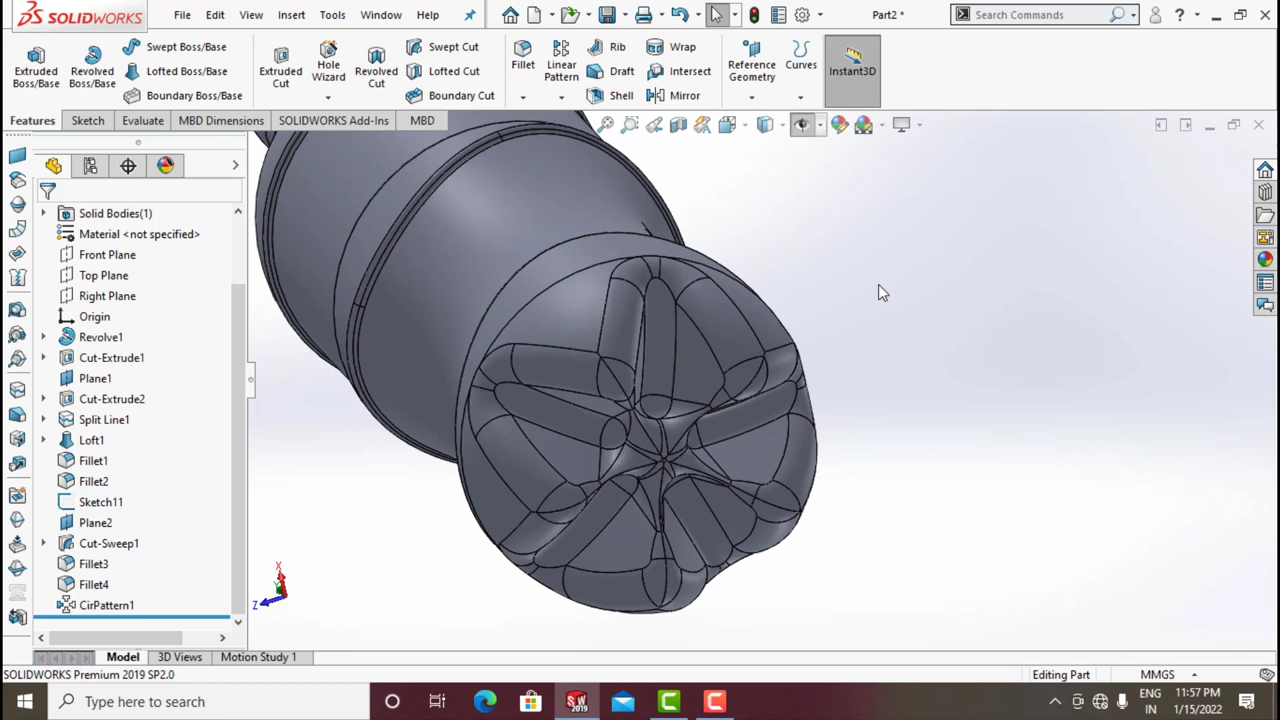 SOLIDWORKS File Edit View Insert Tools Window Help Part2 * Search Commands ?
Extruded Boss/Base
Revolved Boss/Base
Swept Boss/Base
Lofted Boss/Base
Boundary Boss/Base
Extruded Cut
Hole Wizard
Revolved Cut
Swept Cut
Lofted Cut
Boundary Cut
Fillet
Linear Pattern
Rib
Draft
Shell
Wrap
Intersect
Mirror
Reference Geometry
Curves
Instant3D
Features Sketch Evaluate MBD Dimensions SOLIDWORKS Add-Ins MBD
Solid Bodies(1)
Material <not specified>
Front Plane
Top Plane
Right Plane
Origin
Revolve1
Cut-Extrude1
Plane1
Cut-Extrude2
Split Line1
Loft1
Fillet1
Fillet2
Sketch11
Plane2
Cut-Sweep1
Fillet3
Fillet4
CirPattern1
X
Z
Model 3D Views Motion Study 1
SOLIDWORKS Premium 2019 SP2.0 Editing Part MMGS
Type here to search
SW 2019
ENG IN
11:57 PM
1/15/2022